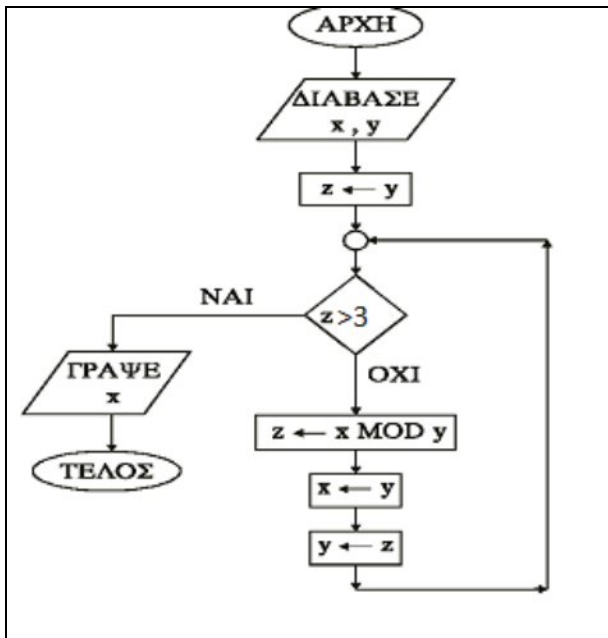 ΑΡΧΗ
ΔΙΑΒΑΣΕ
x , y
z ← y
ΝΑΙ
z >3
ΟΧΙ
ΓΡΑΨΕ
x
z ← x MOD y
ΤΕΛΟΣ
x ← y
y ← z